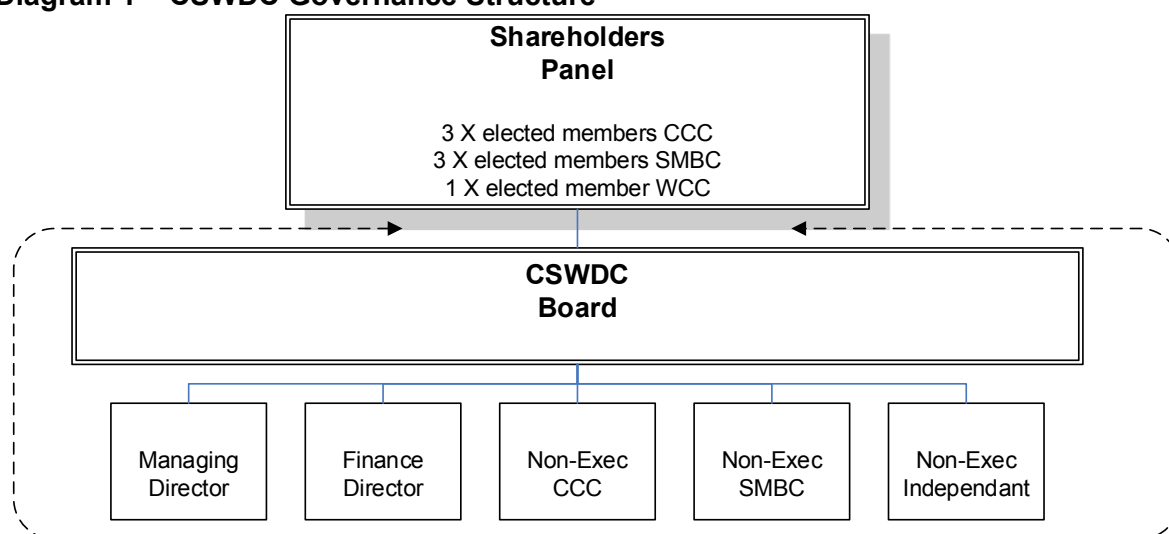 Diagram 1 – CSWDC Governance Structure
Shareholders
Panel
3 X elected members CCC
3 X elected members SMBC
1 X elected member WCC
CSWDC
Board
Managing
Director
Finance
Director
Non-Exec
CCC
Non-Exec
SMBC
Non-Exec
Independant